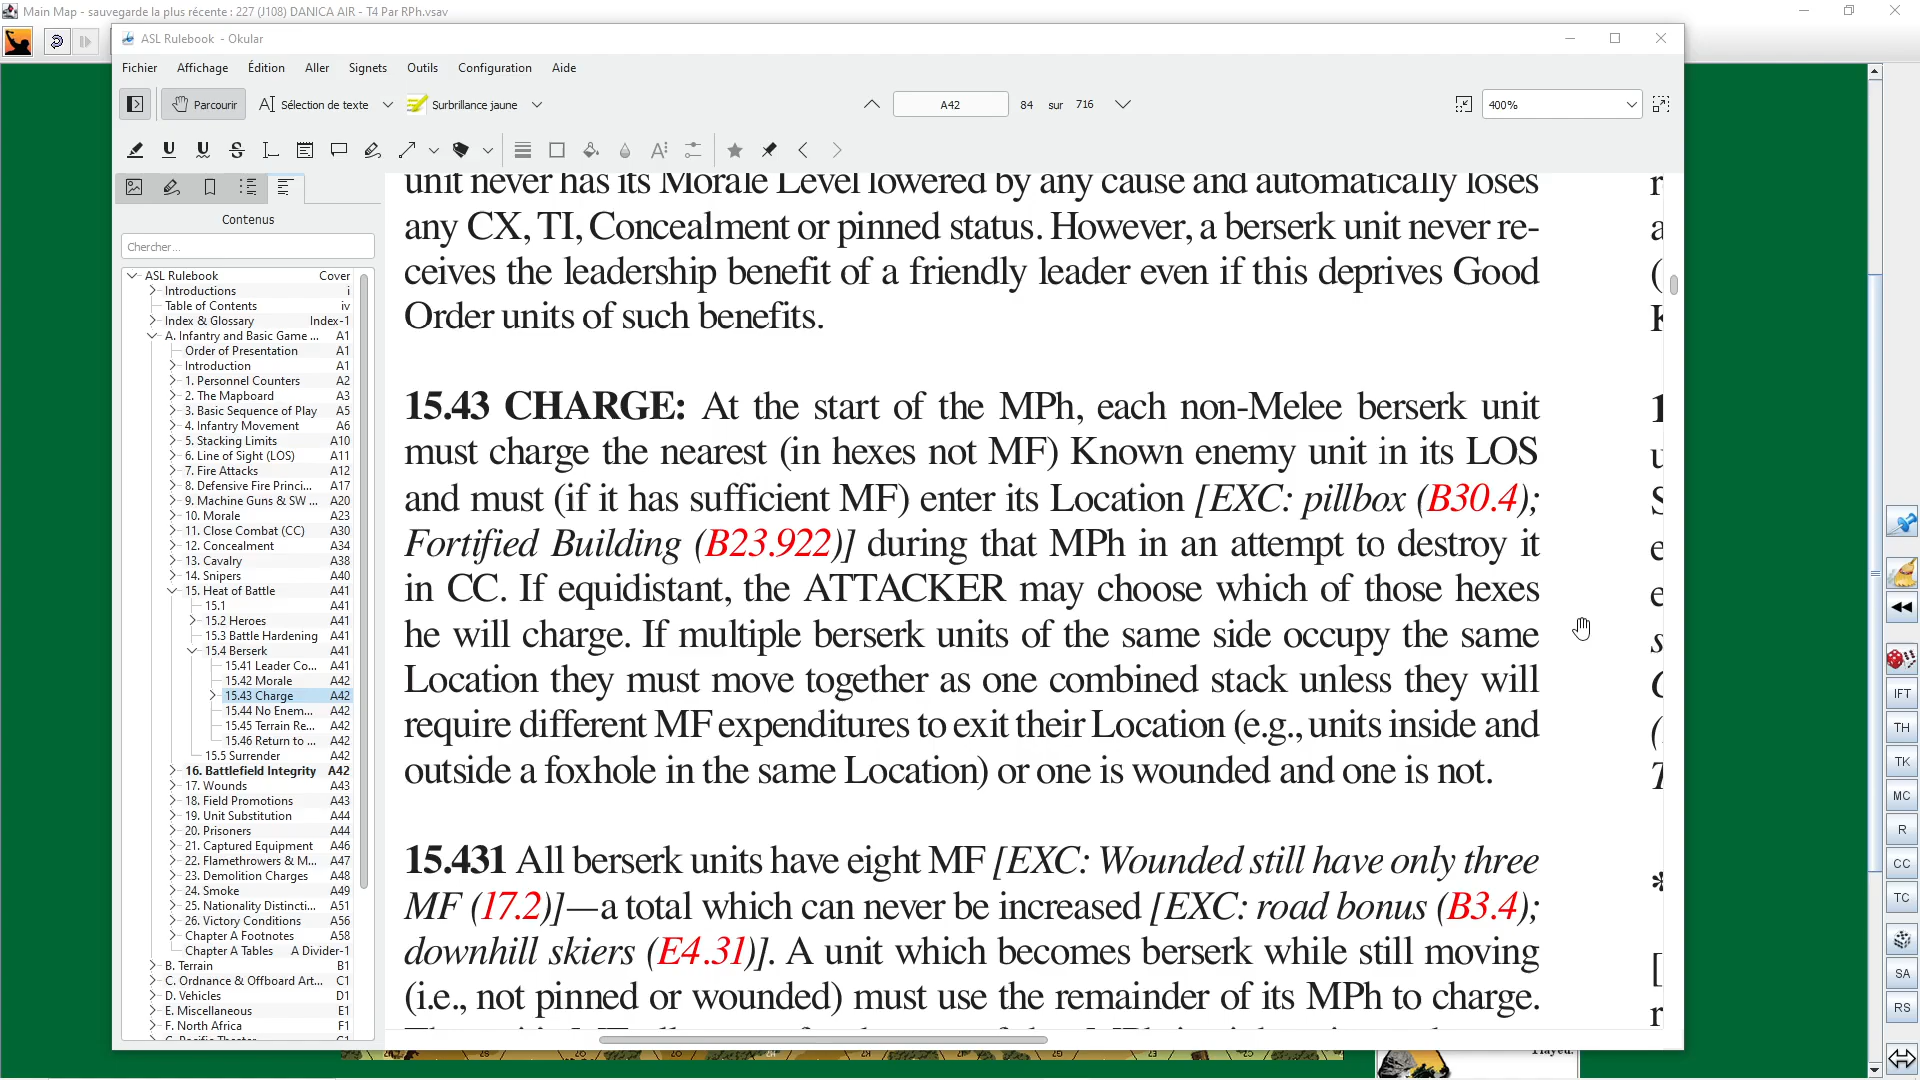 Main Map - sauvegarde la plus récente : 227 (J108) DANICA AIR - T4 Par RPh.vsav
ASL Rulebook - Okular
Fichier Affichage Édition Aller Signets Outils Configuration Aide
Parcourir Sélection de texte Surbrillance jaune A42 84 sur 716 400%
Contenus
Chercher...
ASL Rulebook Cover
Introductions i
Table of Contents iv
Index & Glossary Index-1
A. Infantry and Basic Game ... A1
Order of Presentation A1
Introduction A1
1. Personnel Counters A2
2. The Mapboard A3
3. Basic Sequence of Play A5
4. Infantry Movement A6
5. Stacking Limits A10
6. Line of Sight (LOS) A11
7. Fire Attacks A12
8. Defensive Fire Princi... A17
9. Machine Guns & SW ... A20
10. Morale A23
11. Close Combat (CC) A30
12. Concealment A34
13. Cavalry A38
14. Snipers A40
15. Heat of Battle A41
15.1 A41
15.2 Heroes A41
15.3 Battle Hardening A41
15.4 Berserk A41
15.41 Leader Co... A41
15.42 Morale A42
15.43 Charge A42
15.44 No Enem... A42
15.45 Terrain Re... A42
15.46 Return to ... A42
15.5 Surrender A42
16. Battlefield Integrity A42
17. Wounds A43
18. Field Promotions A43
19. Unit Substitution A44
20. Prisoners A44
21. Captured Equipment A46
22. Flamethrowers & M... A47
23. Demolition Charges A48
24. Smoke A49
25. Nationality Distincti... A51
26. Victory Conditions A56
Chapter A Footnotes A58
Chapter A Tables A Divider-1
B. Terrain B1
C. Ordnance & Offboard Art... C1
D. Vehicles D1
E. Miscellaneous E1
F. North Africa F1
unit never has its Morale Level lowered by any cause and automatically loses
any CX, TI, Concealment or pinned status. However, a berserk unit never re-
ceives the leadership benefit of a friendly leader even if this deprives Good
Order units of such benefits.
15.43 CHARGE: At the start of the MPh, each non-Melee berserk unit
must charge the nearest (in hexes not MF) Known enemy unit in its LOS
and must (if it has sufficient MF) enter its Location [EXC: pillbox (B30.4);
Fortified Building (B23.922)] during that MPh in an attempt to destroy it
in CC. If equidistant, the ATTACKER may choose which of those hexes
he will charge. If multiple berserk units of the same side occupy the same
Location they must move together as one combined stack unless they will
require different MF expenditures to exit their Location (e.g., units inside and
outside a foxhole in the same Location) or one is wounded and one is not.
15.431 All berserk units have eight MF [EXC: Wounded still have only three
MF (17.2)]—a total which can never be increased [EXC: road bonus (B3.4);
downhill skiers (E4.31)]. A unit which becomes berserk while still moving
(i.e., not pinned or wounded) must use the remainder of its MPh to charge.
IFT
TH
TK
MC
R
CC
TC
SA
RS